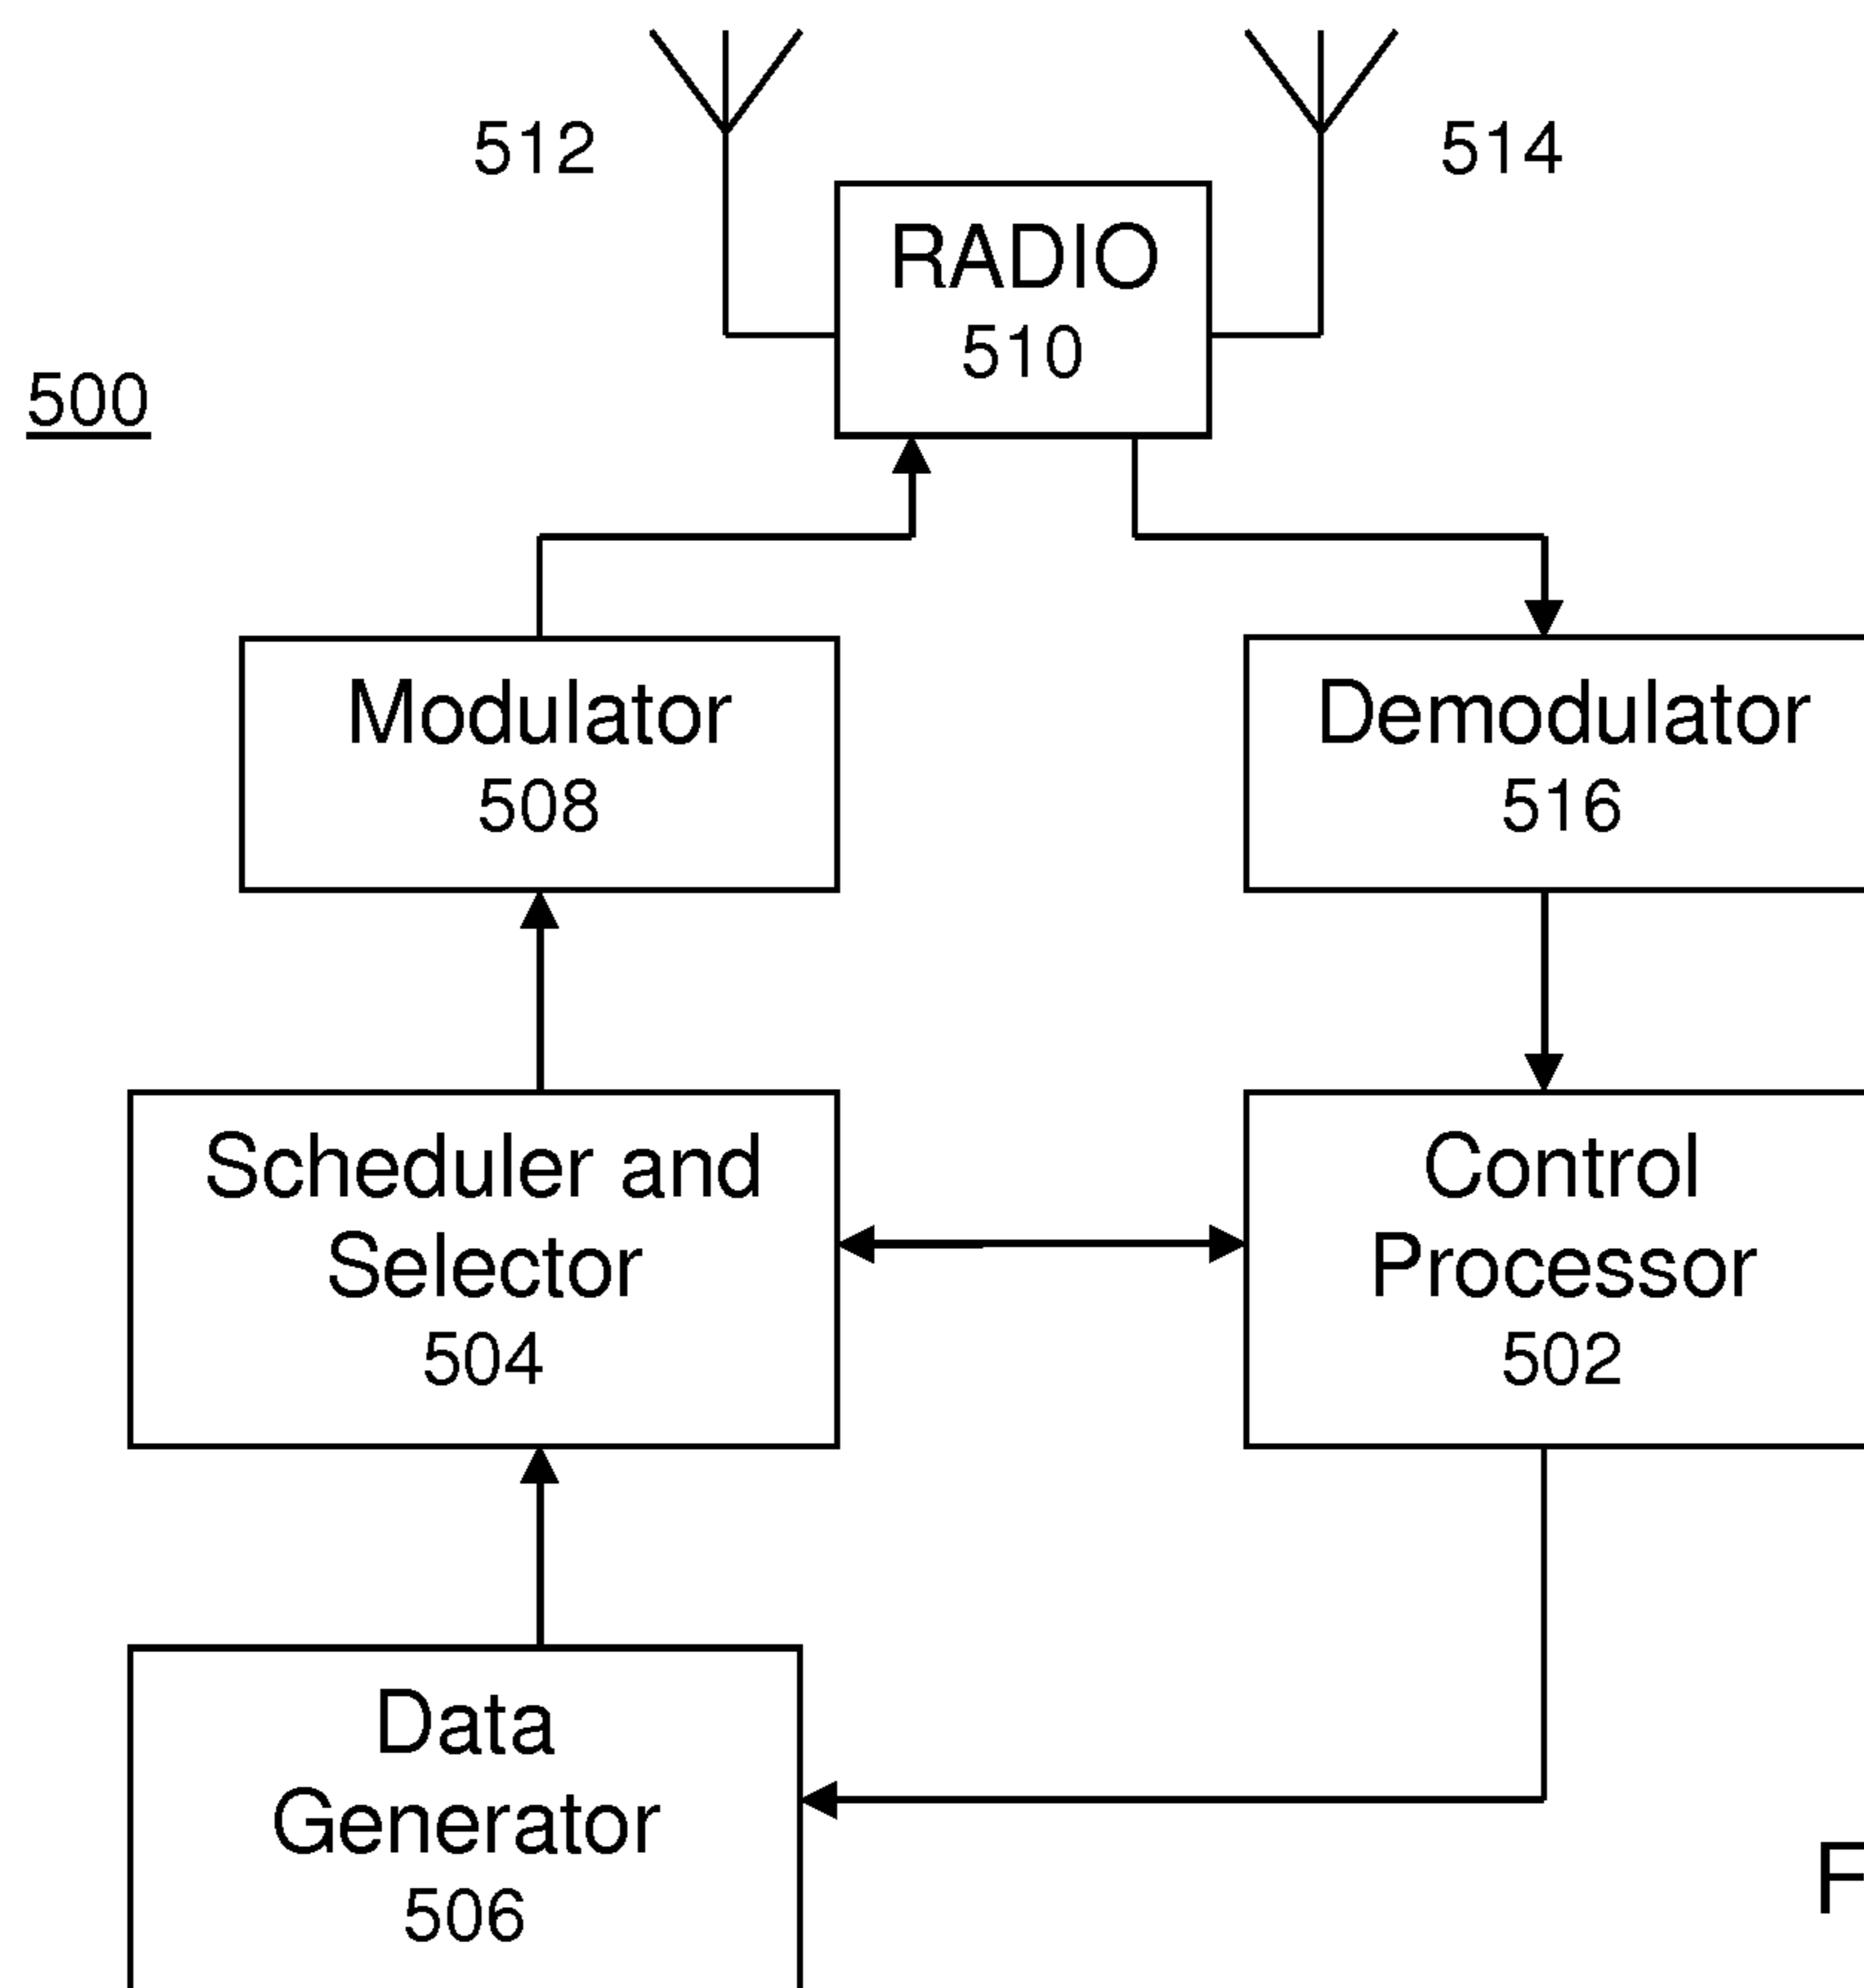 512
514
RADIO
510
500
Modulator
508
Demodulator
516
Scheduler and
Selector
504
Control
Processor
502
Data
Generator
506
F